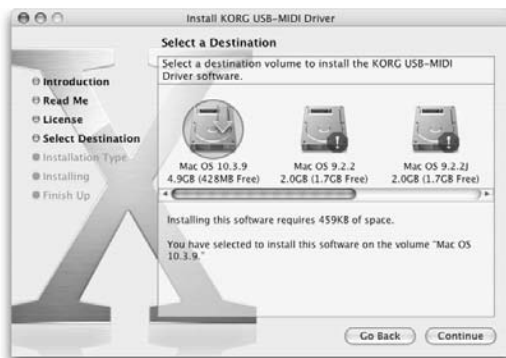 Install KORG USB-MIDI Driver
Select a Destination
Select a destination volume to install the KORG USB-MIDI
Driver software.
Introduction
Read Me
License
Select Destination
Installation Type
Installing
Finish Up
Mac OS 10.3.9
4.9GB (428MB Free)
Mac OS 9.2.2
2.0GB (1.7GB Free)
Mac OS 9.2.2J
2.0GB (1.7GB Free)
Installing this software requires 459KB of space.
You have selected to install this software on the volume "Mac OS
10.3.9."
Go Back
Continue